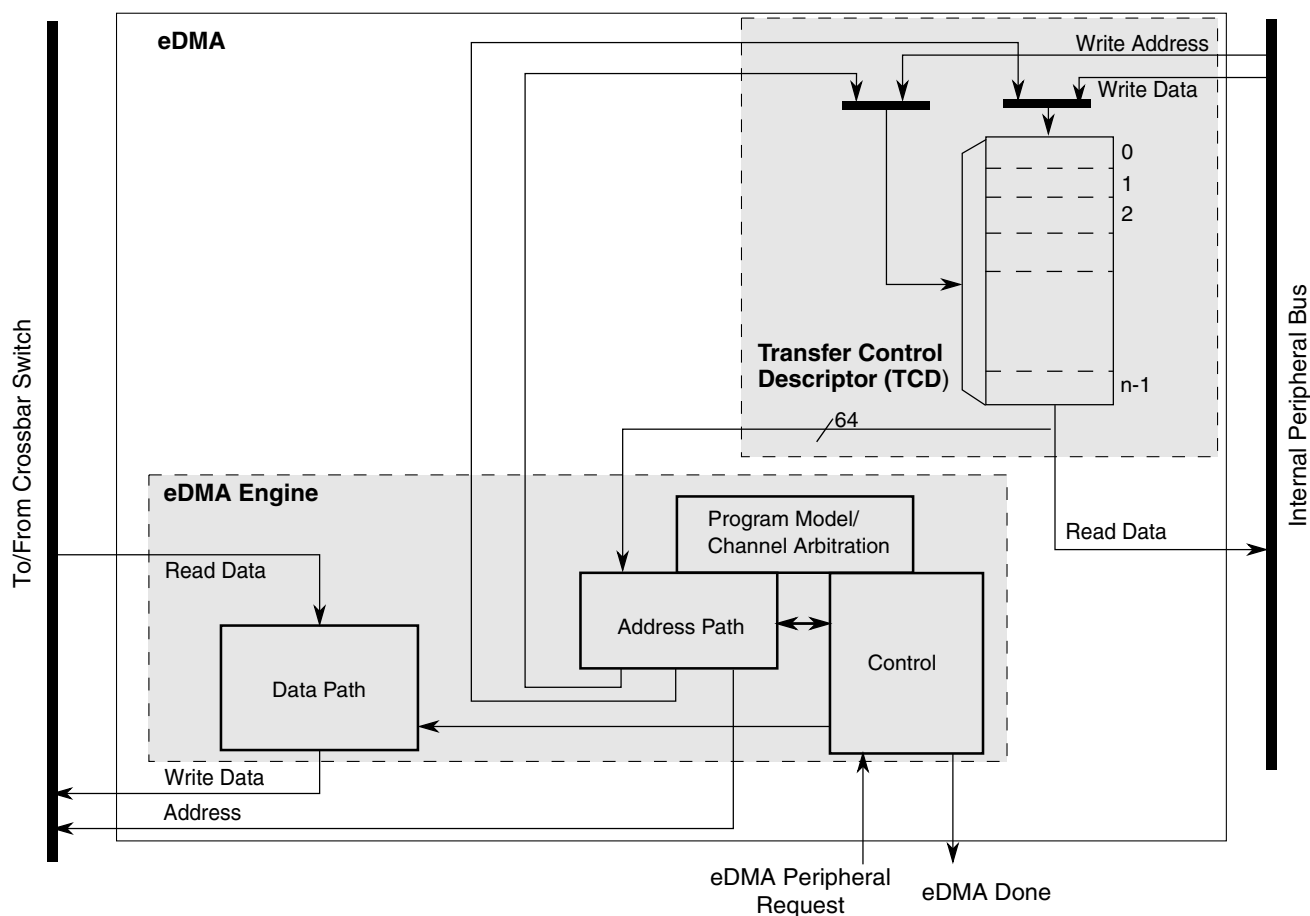 eDMA
Write Address
Write Data
0
1
2
n-1
Transfer Control
Descriptor (TCD)
64
To/From Crossbar Switch
Internal Peripheral Bus
eDMA Engine
Program Model/
Channel Arbitration
Read Data
Read Data
Address Path
Control
Data Path
Write Data
Address
eDMA Peripheral
Request
eDMA Done